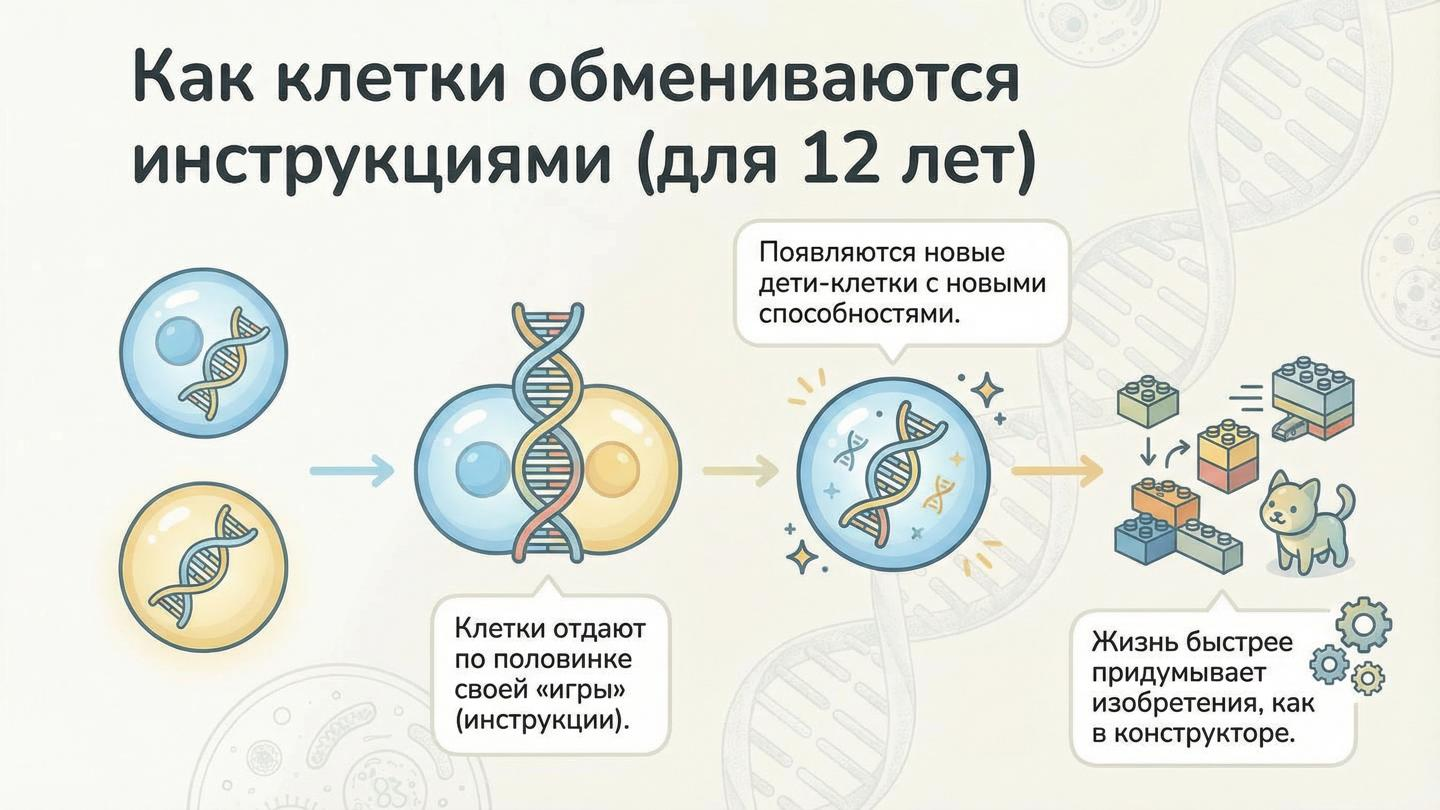 Как клетки обмениваются
инструкциями (для 12 лет)
Появляются новые
дети-клетки с новыми
способностями.
Клетки отдают
по половинке
своей «игры»
(инструкции).
Жизнь быстрее
придумывает
изобретения, как
в конструкторе.